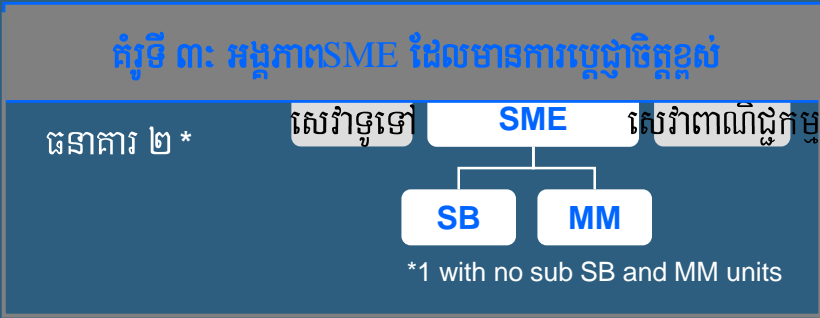 គំរូទី ៣: អង្គភាពSME ដែលមានការប្តេជ្ញាចិត្តខ្ពស់
ធនាគារ ២ * សេវាទូទៅ SME សេវាពាណិជ្ជកម្ម
SB MM
*1 with no sub SB and MM units